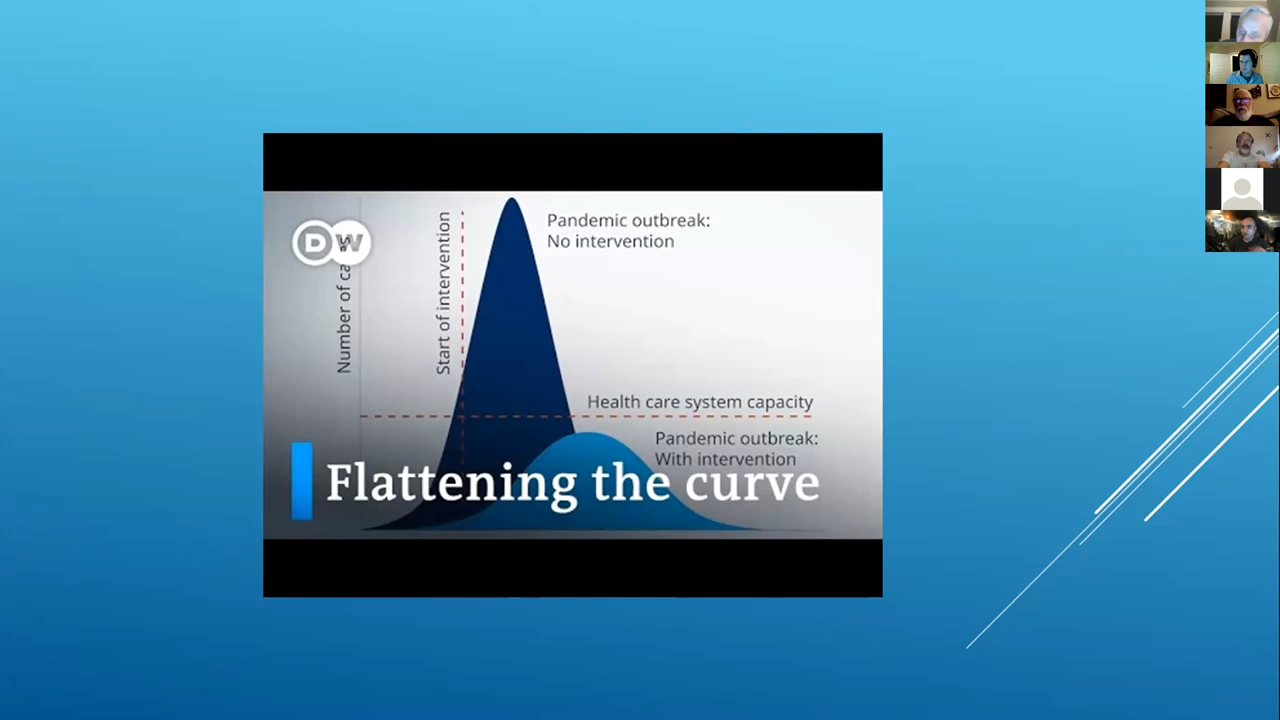 DW
Number of cases
Start of intervention
Pandemic outbreak:
No intervention
Health care system capacity
Pandemic outbreak:
With intervention
Flattening the curve